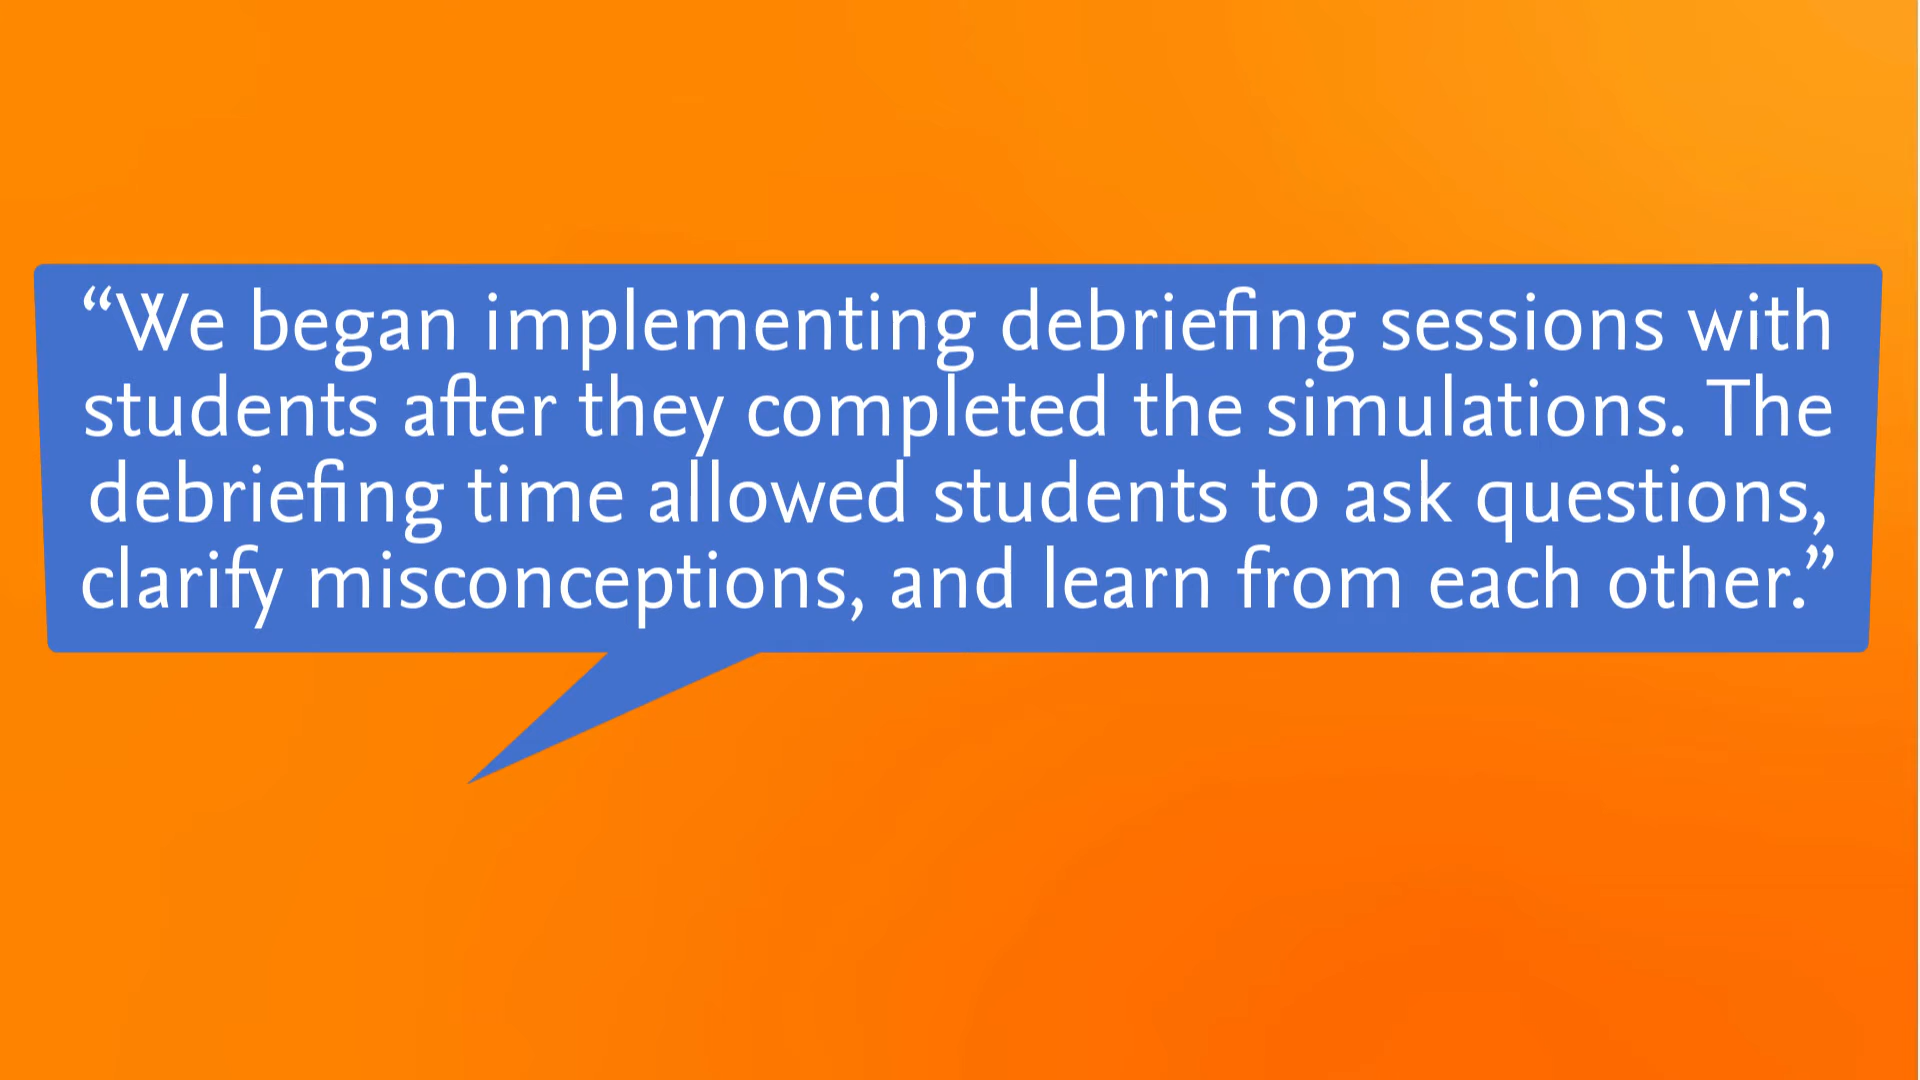 “We began implementing debriefing sessions with
students after they completed the simulations. The
debriefing time allowed students to ask questions,
clarify misconceptions, and learn from each other.”